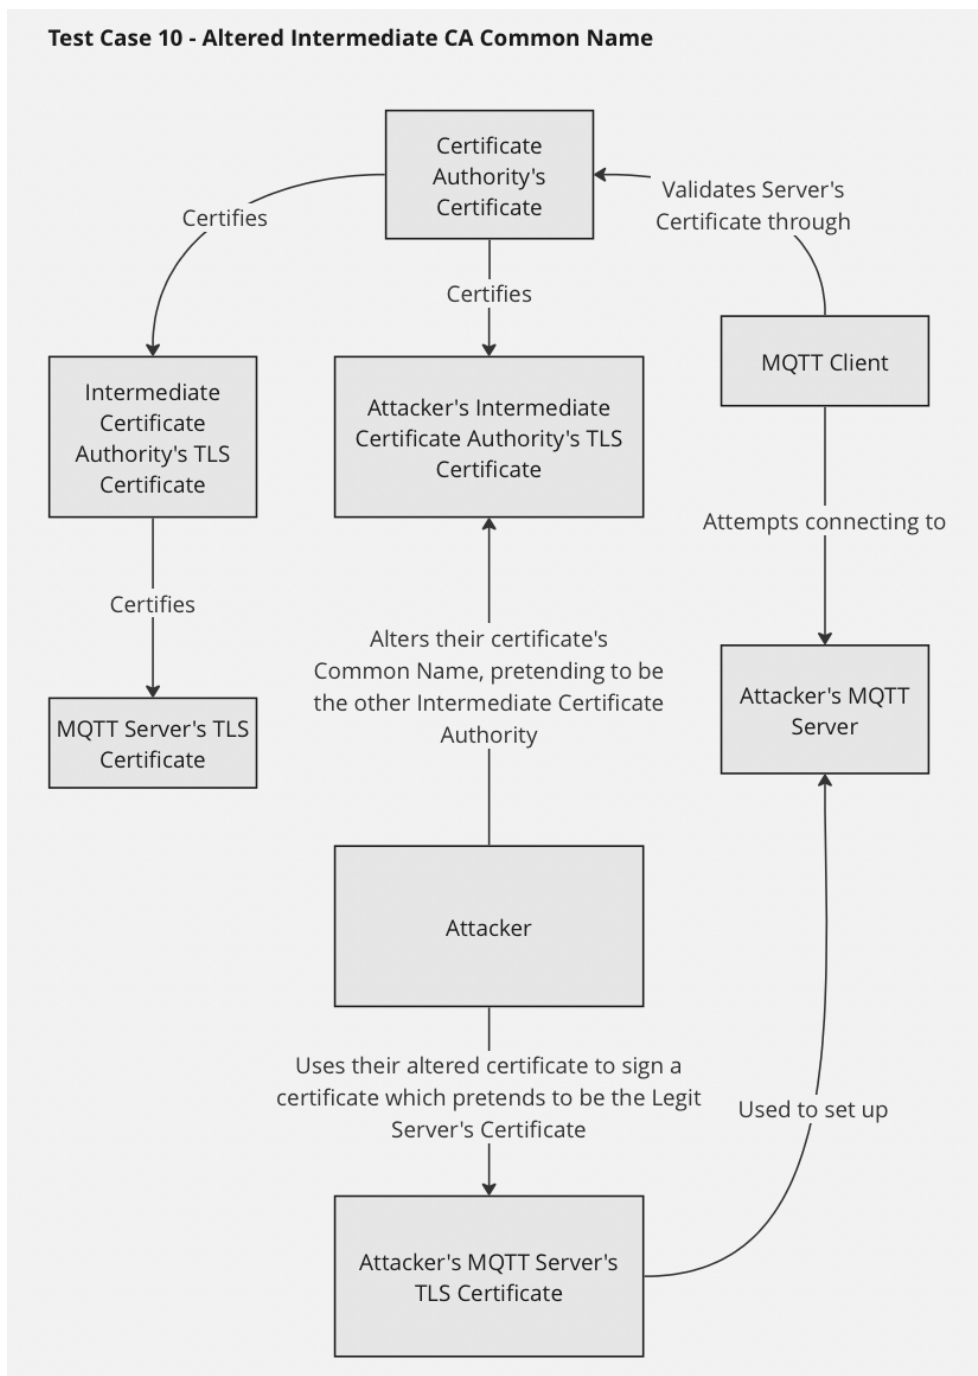 Test Case 10 - Altered Intermediate CA Common Name
Certificate
Authority's
Certificate
Validates Server's
Certificate through
Certifies
Certifies
MQTT Client
Intermediate
Certificate
Authority's TLS
Certificate
Attacker's Intermediate
Certificate Authority's TLS
Certificate
Attempts connecting to
Certifies
Alters their certificate's
Common Name, pretending to be
the other Intermediate Certificate
Authority
MQTT Server's TLS
Certificate
Attacker's MQTT
Server
Attacker
Uses their altered certificate to sign a
certificate which pretends to be the Legit
Server's Certificate
Used to set up
Attacker's MQTT Server's
TLS Certificate